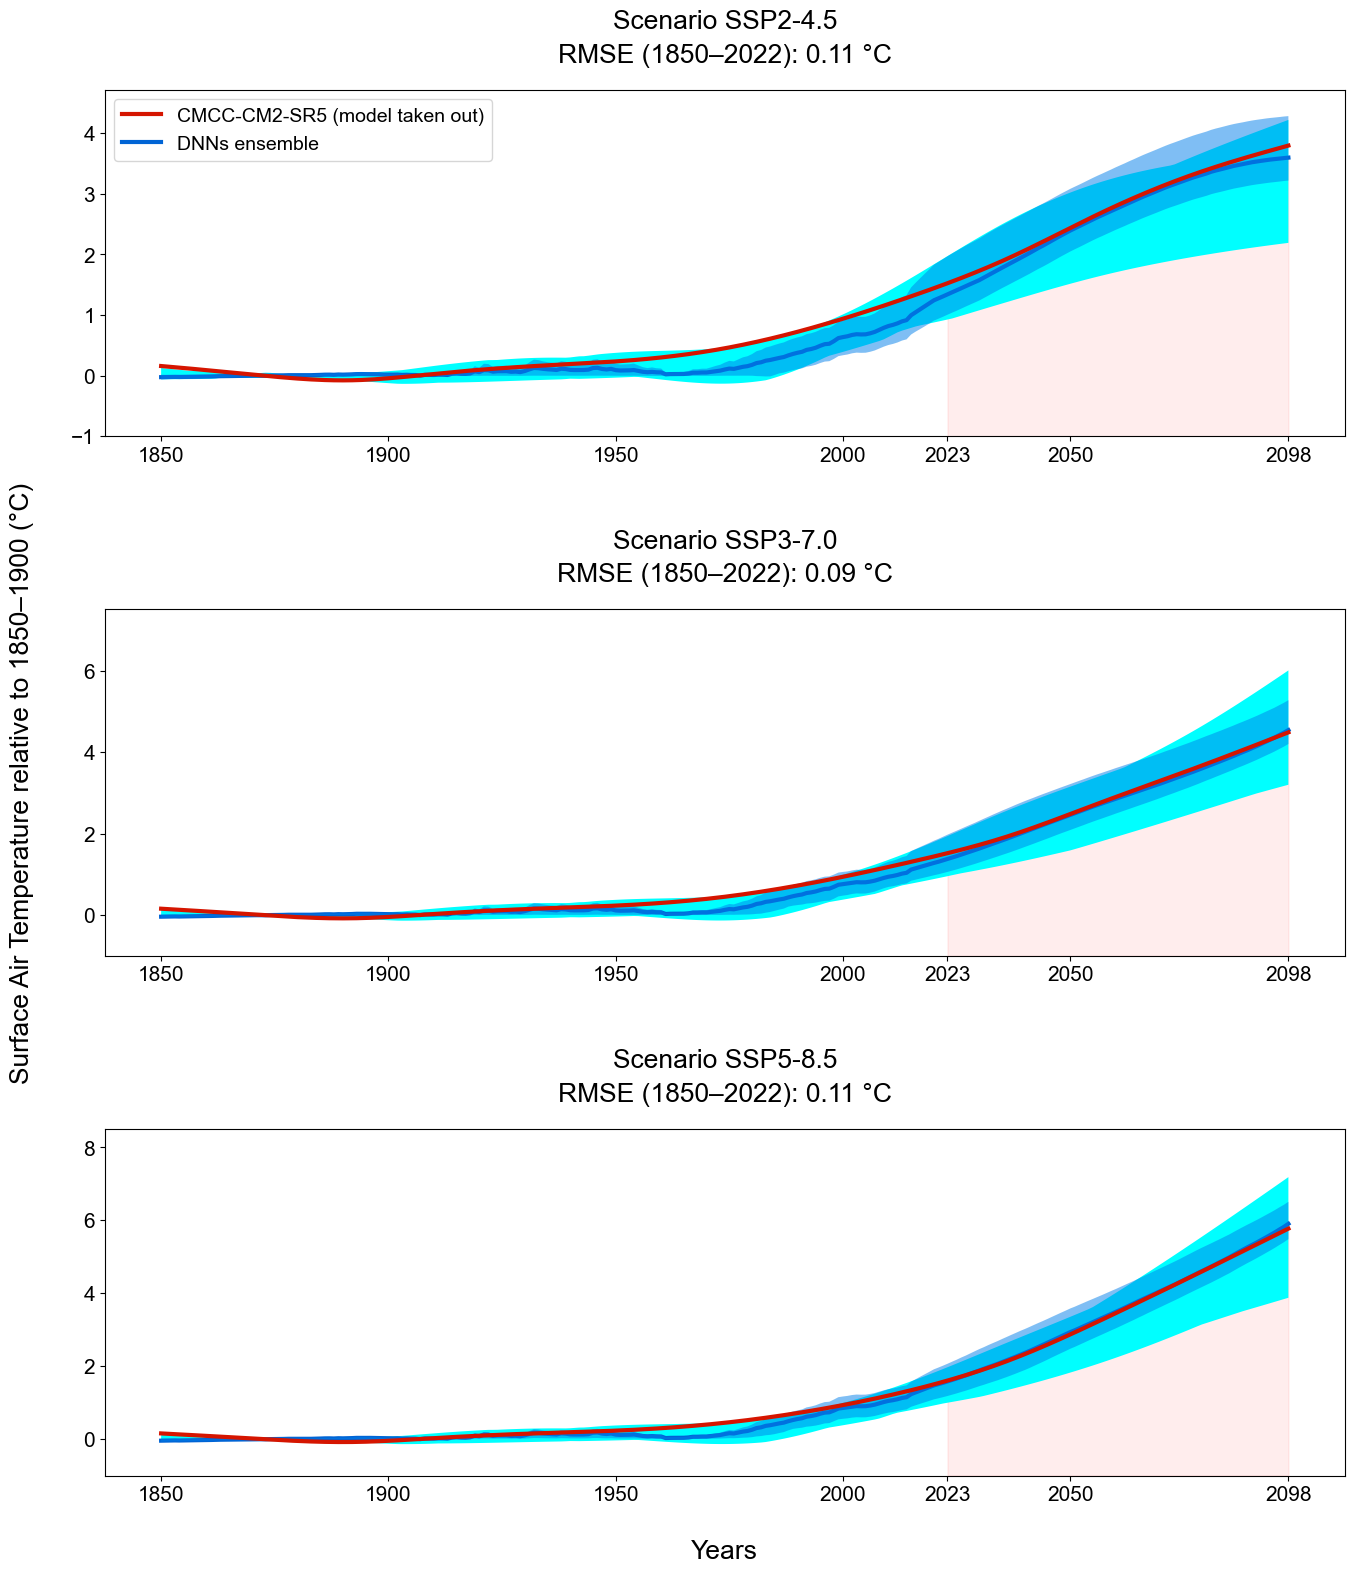 Scenario SSP2-4.5
RMSE (1850–2022): 0.11 °C
CMCC-CM2-SR5 (model taken out)
DNNs ensemble
4
3
2
1
0
−1
1850 1900 1950 2000 2023 2050 2098
Surface Air Temperature relative to 1850–1900 (°C)
Scenario SSP3-7.0
RMSE (1850–2022): 0.09 °C
6
4
2
0
1850 1900 1950 2000 2023 2050 2098
Scenario SSP5-8.5
RMSE (1850–2022): 0.11 °C
8
6
4
2
0
1850 1900 1950 2000 2023 2050 2098
Years